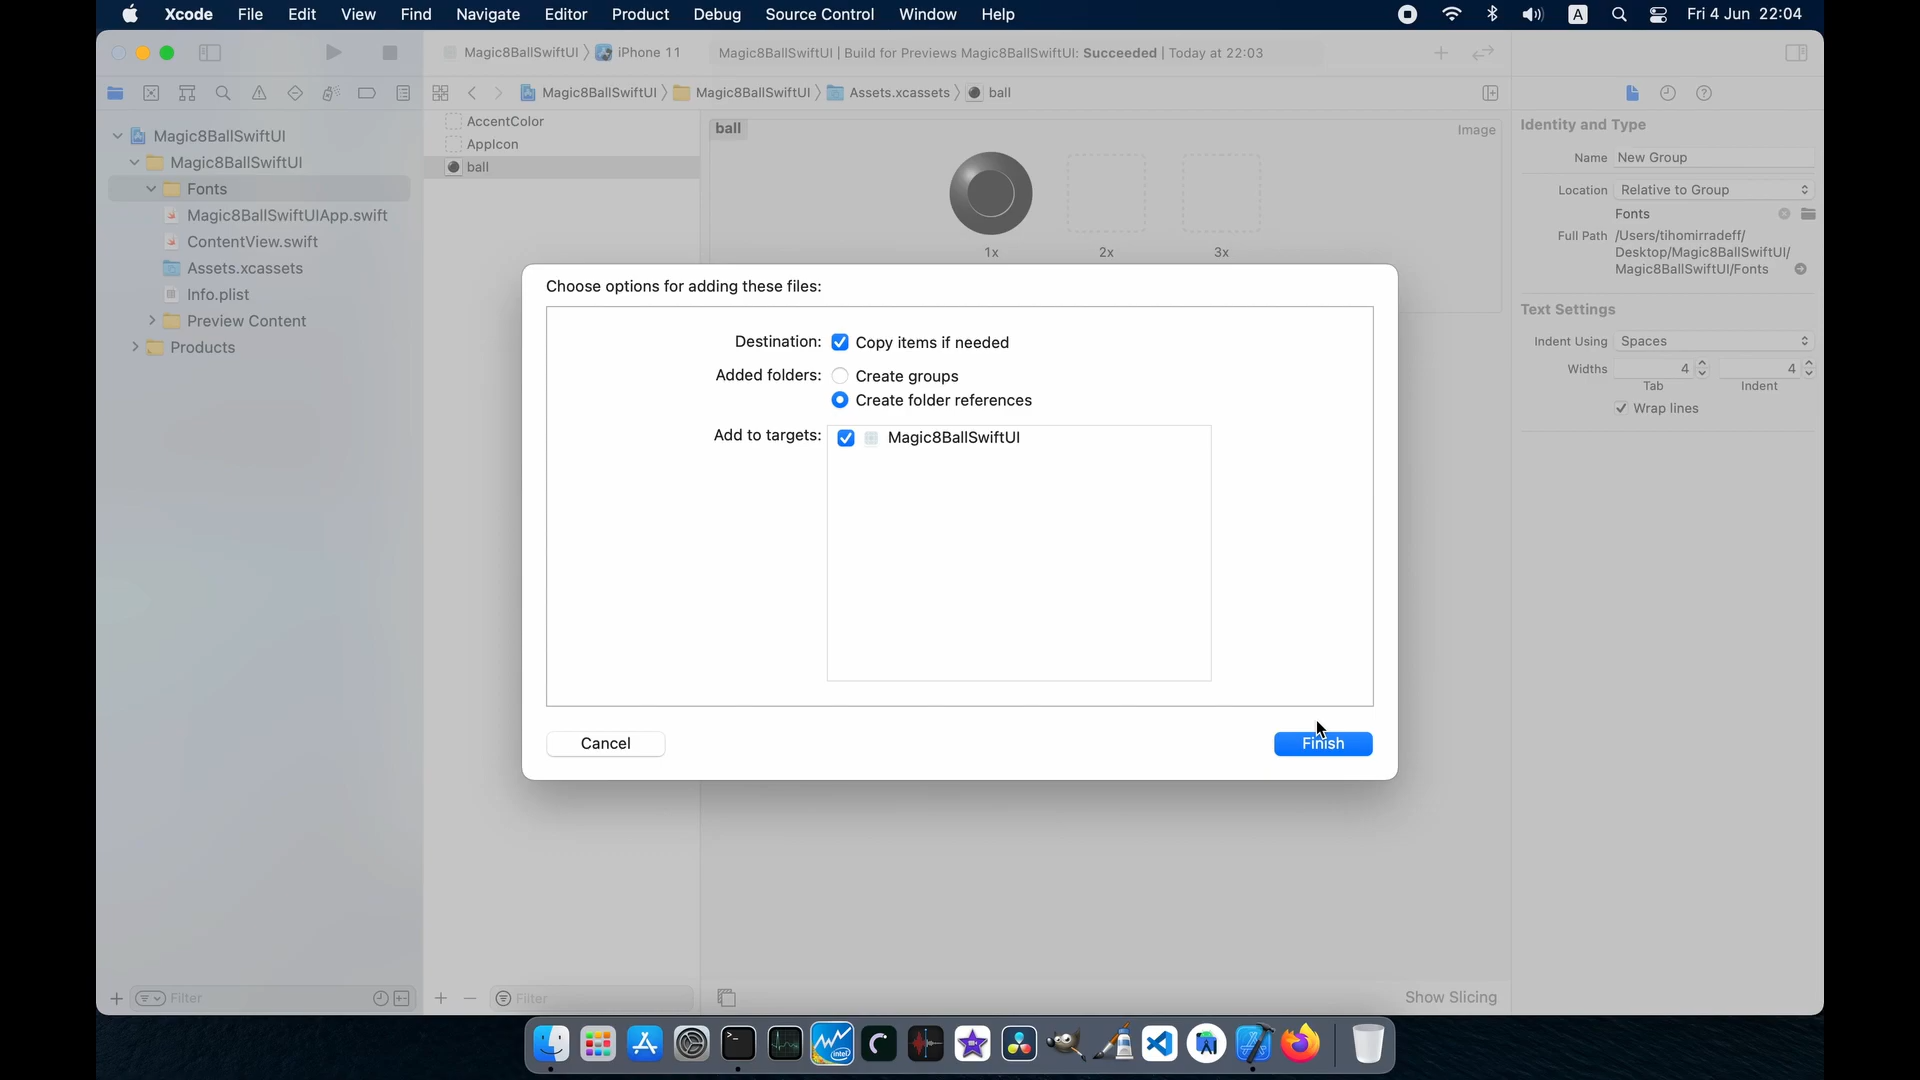 Xcode File Edit View Find Navigate Editor Product Debug Source Control Window Help A Fri 4 Jun 22:04
Magic8BallSwiftUI iPhone 11 Magic8BallSwiftUI | Build for Previews Magic8BallSwiftUI: Succeeded | Today at 22:03
Magic8BallSwiftUI Magic8BallSwiftUI Assets.xcassets ball
Magic8BallSwiftUI
Magic8BallSwiftUI
Fonts
Magic8BallSwiftUIApp.swift
ContentView.swift
Assets.xcassets
Info.plist
Preview Content
Products
Filter
AccentColor
AppIcon
ball
Filter
ball
Image
1x 2x 3x
Show Slicing
Choose options for adding these files:
Destination: Copy items if needed
Added folders: Create groups
Create folder references
Add to targets: Magic8BallSwiftUI
Cancel
Finish
Identity and Type
Name New Group
Location Relative to Group
Fonts
Full Path /Users/tihomirradeff/
Desktop/Magic8BallSwiftUI/
Magic8BallSwiftUI/Fonts
Text Settings
Indent Using Spaces
Widths 4 4
Tab Indent
Wrap lines
intel